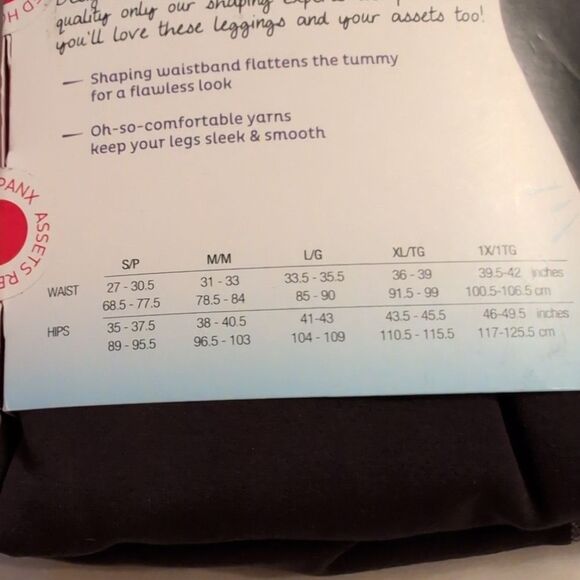 quality only our shaping
you'll love these leggings and your assets too!
— Shaping waistband flattens the tummy
for a flawless look
— Oh-so-comfortable yarns
keep your legs sleek & smooth
ASSETS
S/P M/M L/G XL/TG 1X/1TG
WAIST 27 - 30.5 31 - 33 33.5 - 35.5 36 - 39 39.5-42 inches
68.5 - 77.5 78.5 - 84 85 - 90 91.5 - 99 100.5-106.5 cm
HIPS 35 - 37.5 38 - 40.5 41-43 43.5 - 45.5 46-49.5 inches
89 - 95.5 96.5 - 103 104 - 109 110.5 - 115.5 117-125.5 cm